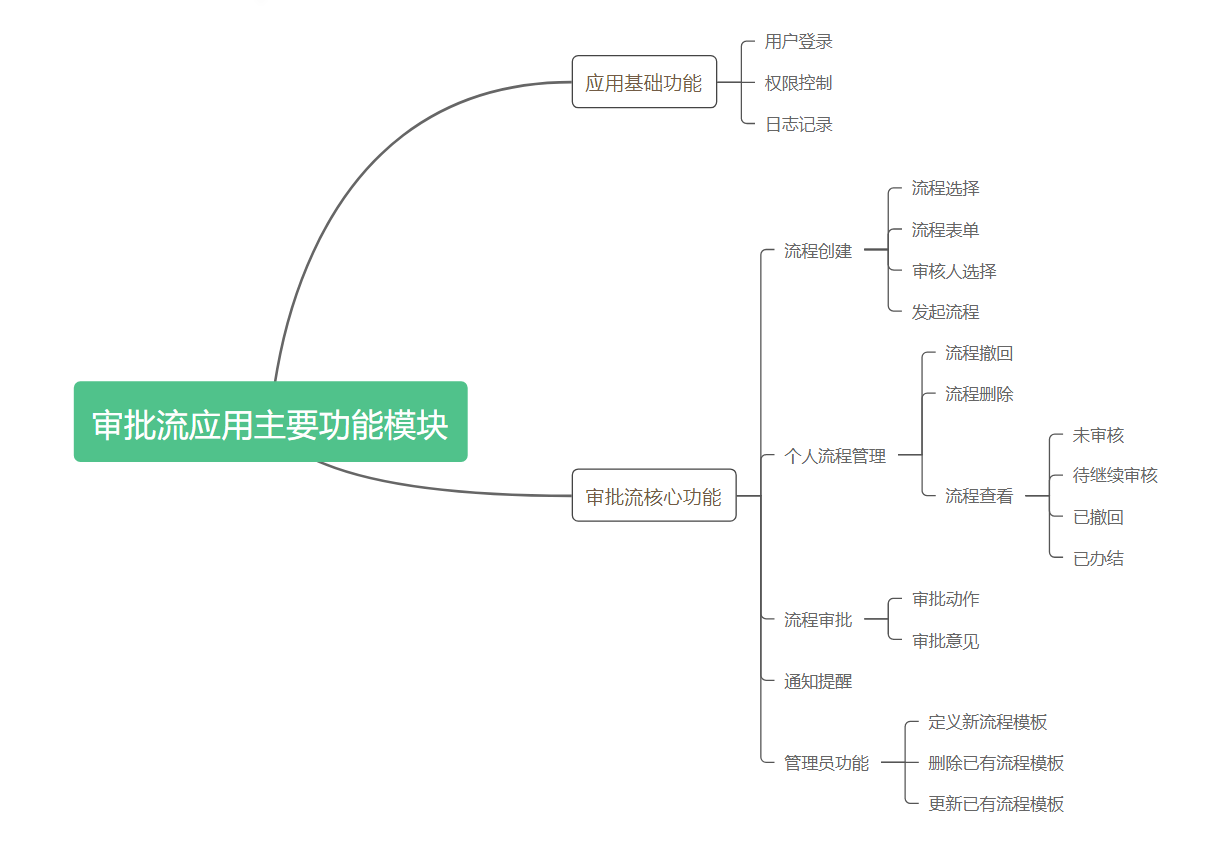 审批流应用主要功能模块
应用基础功能
用户登录
权限控制
日志记录
审批流核心功能
流程创建
流程选择
流程表单
审核人选择
发起流程
个人流程管理
流程撤回
流程删除
流程查看
未审核
待继续审核
已撤回
已办结
流程审批
审批动作
审批意见
通知提醒
管理员功能
定义新流程模板
删除已有流程模板
更新已有流程模板